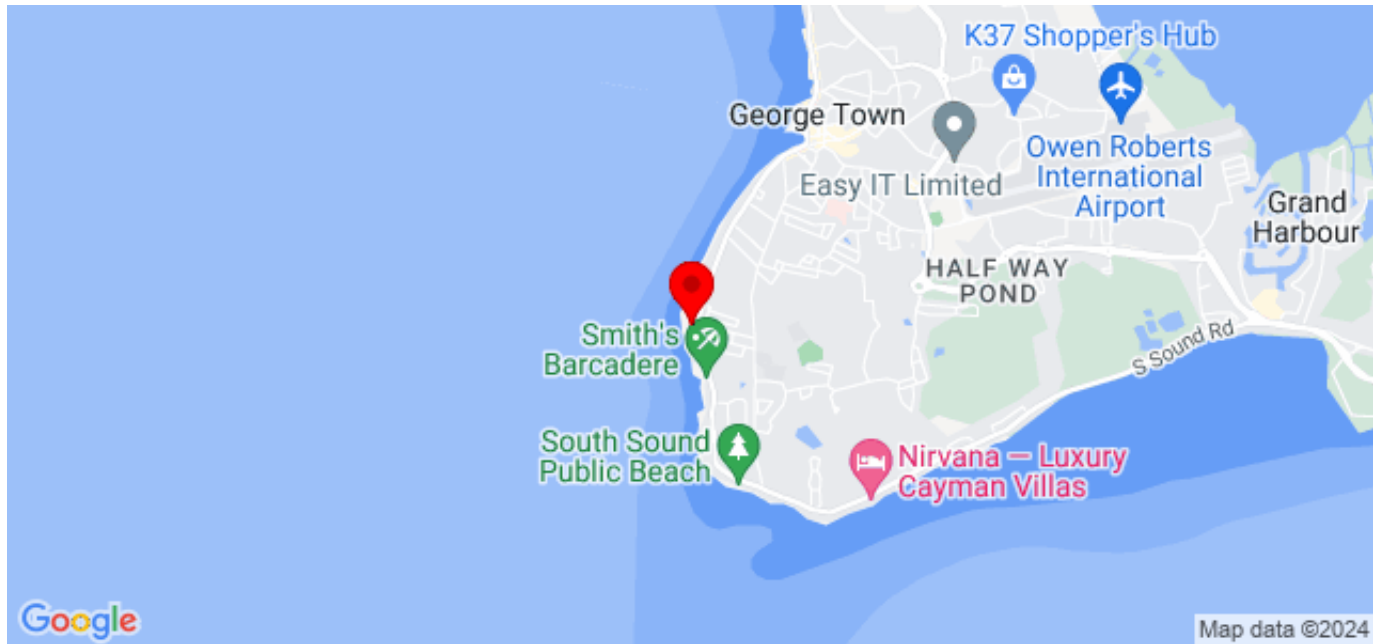 K37 Shopper's Hub
George Town
Easy IT Limited
Owen Roberts
International
Airport
Grand
Harbour
HALF WAY
POND
Smith's
Barcadere
S Sound Rd
South Sound
Public Beach
Nirvana — Luxury
Cayman Villas
Google
Map data ©2024